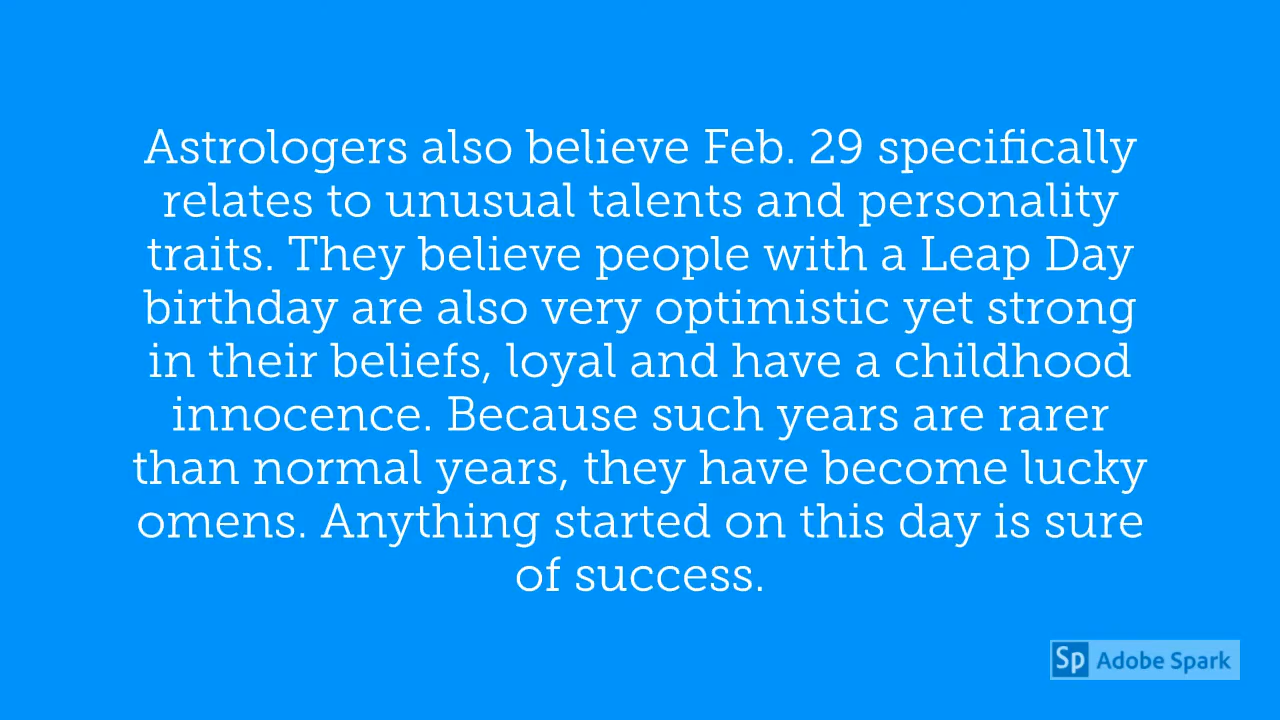 Astrologers also believe Feb. 29 specifically
relates to unusual talents and personality
traits. They believe people with a Leap Day
birthday are also very optimistic yet strong
in their beliefs, loyal and have a childhood
innocence. Because such years are rarer
than normal years, they have become lucky
omens. Anything started on this day is sure
of success.
Sp Adobe Spark